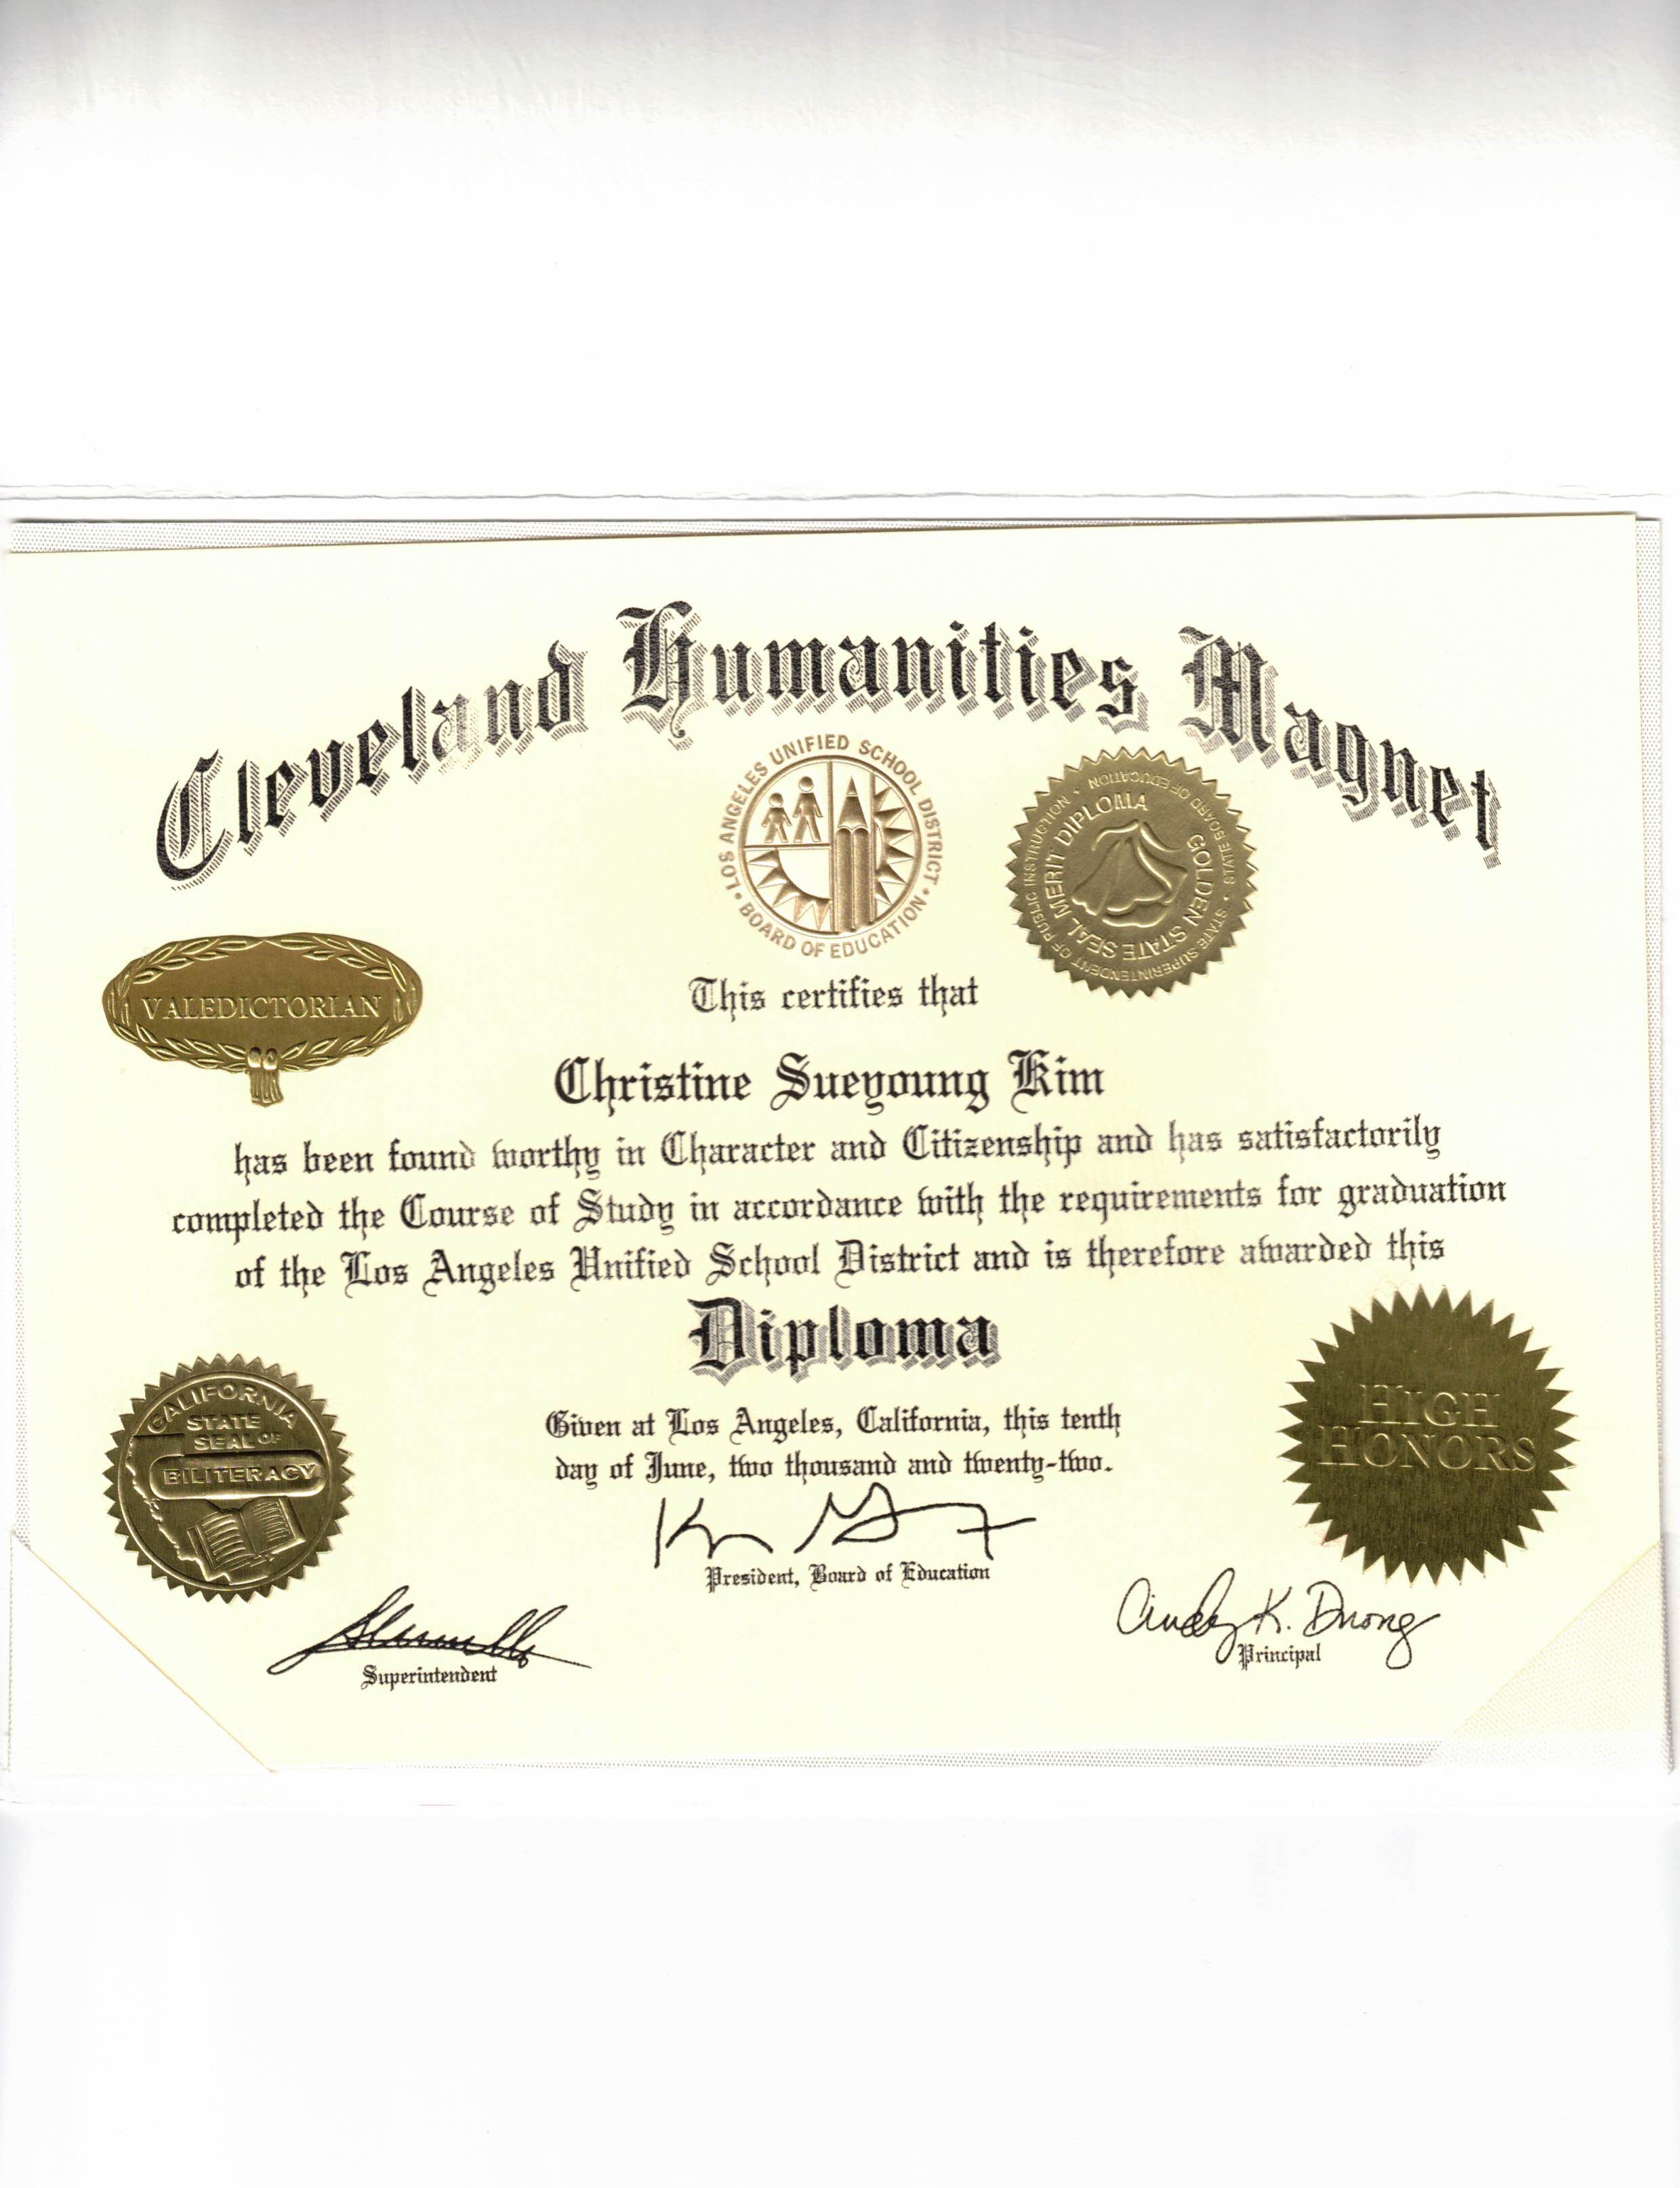 Cleveland Humanities Magnet
LOS ANGELES UNIFIED SCHOOL DISTRICT • BOARD OF EDUCATION •
GOLDEN STATE SEAL MERIT DIPLOMA
STATE BOARD OF EDUCATION • STATE SUPERINTENDENT OF PUBLIC INSTRUCTION •
VALEDICTORIAN
This certifies that
Christine Sueyoung Kim
has been found worthy in Character and Citizenship and has satisfactorily
completed the Course of Study in accordance with the requirements for graduation
of the Los Angeles Unified School District and is therefore awarded this
Diploma
CALIFORNIA
STATE
SEAL OF
BILITERACY
Given at Los Angeles, California, this tenth
day of June, two thousand and twenty-two.
HIGH
HONORS
President, Board of Education
Superintendent
Cindy K. Duong
Principal